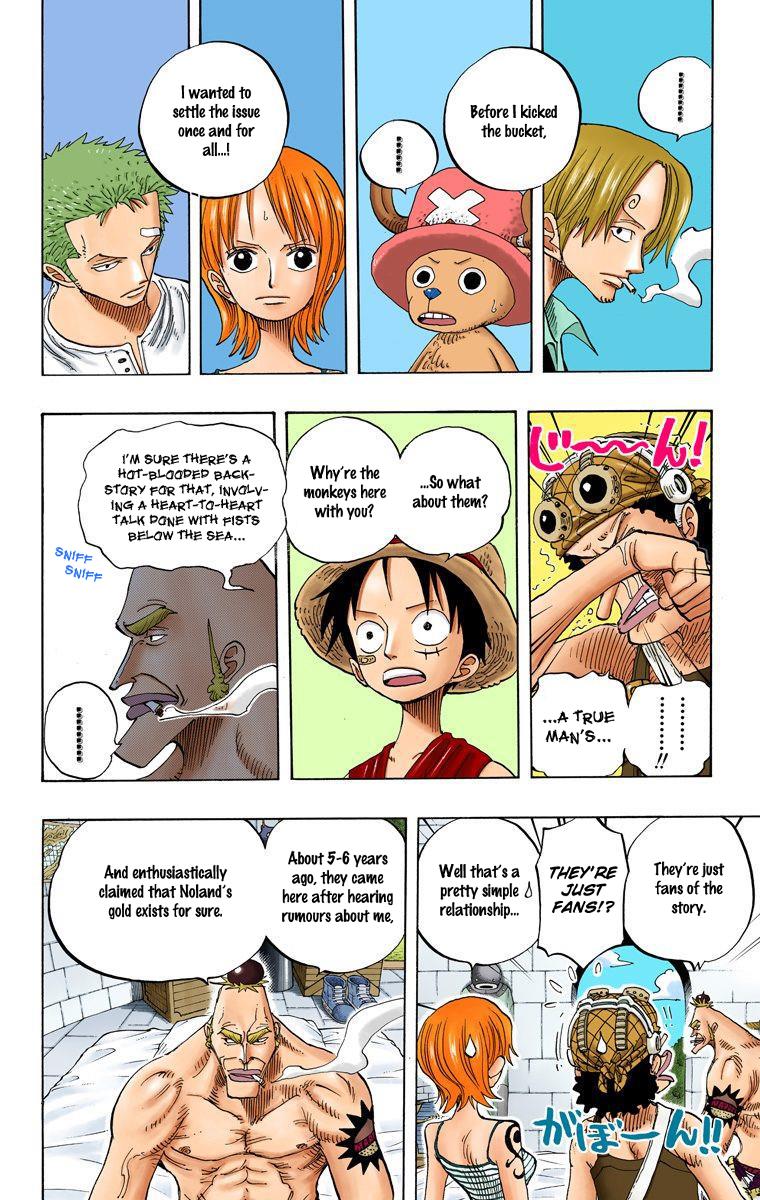 Before I kicked
the bucket,
I wanted to
settle the issue
once and for
all...!
じ〜〜ん!
...A TRUE
MAN'S...
!!
...So what
about them?
Why're the
monkeys here
with you?
I'M SURE THERE'S A
HOT-BLOODED BACK-
STORY FOR THAT, INVOLV-
ING A HEART-TO-HEART
TALK DONE WITH FISTS
BELOW THE SEA...
SNIFF
SNIFF
They're just
fans of the
story.
THEY'RE
JUST
FANS!?
Well that's a
pretty simple
relationship...
がぼーん!!
About 5-6 years
ago, they came
here after hearing
rumours about me,
And enthusiastically
claimed that Noland's
gold exists for sure.